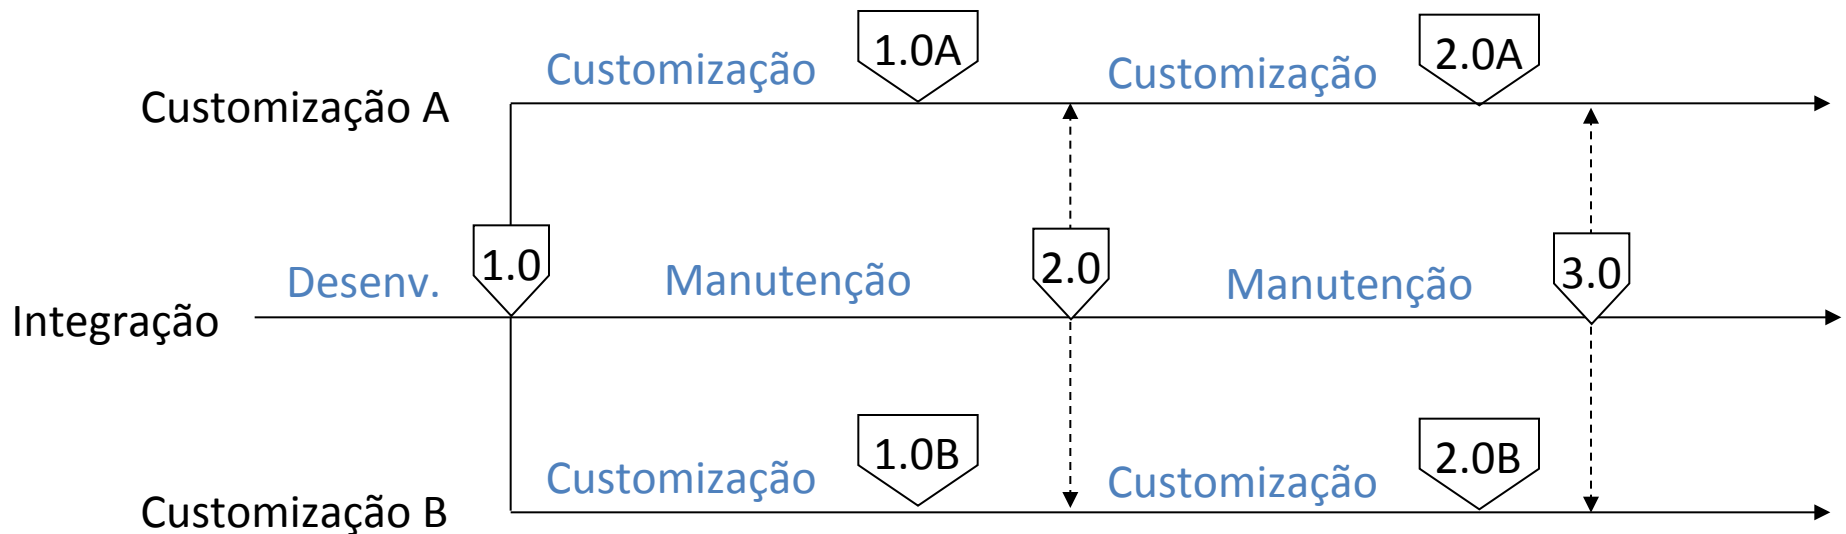 Customização A
Customização
1.0A
Customização
2.0A
Integração
Desenv.
1.0
Manutenção
2.0
Manutenção
3.0
Customização B
Customização
1.0B
Customização
2.0B